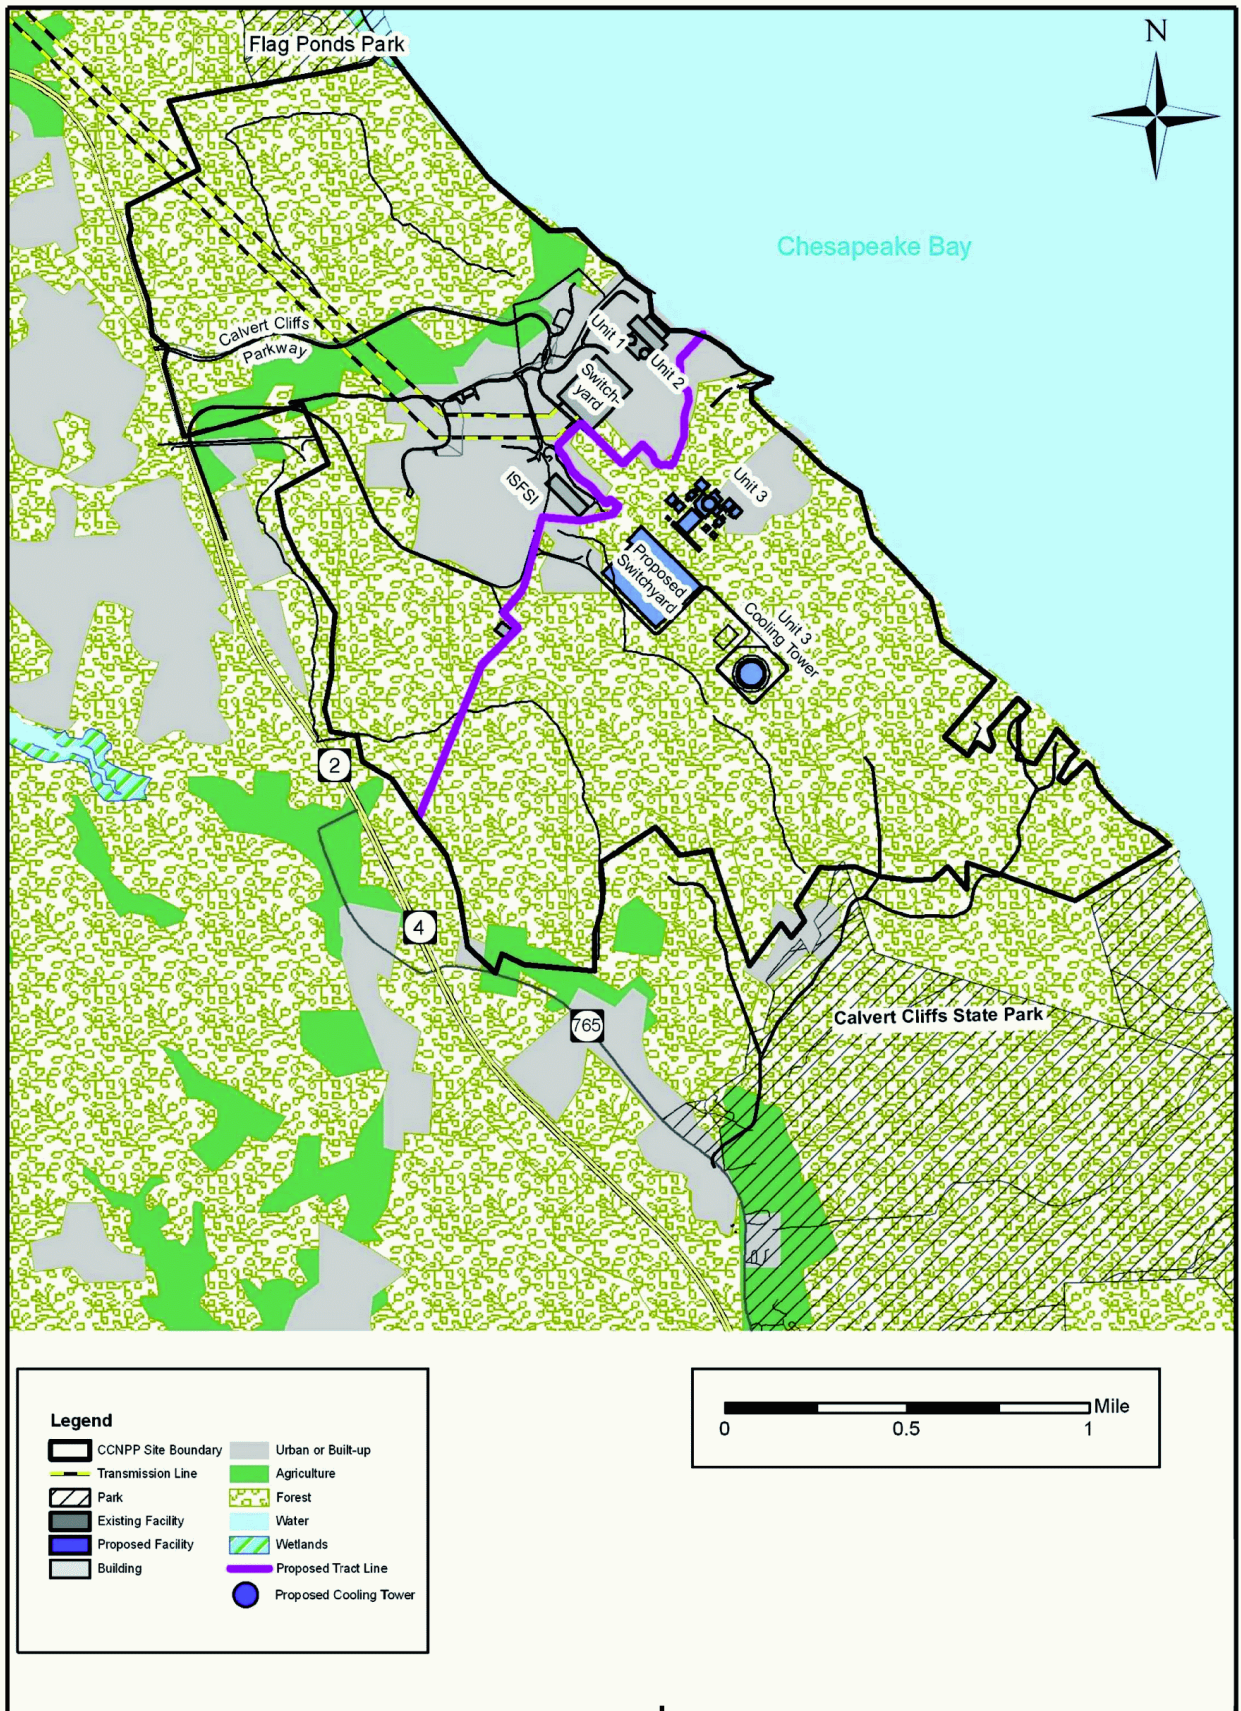 Flag Ponds Park
N
Chesapeake Bay
Calvert Cliffs
Parkway
Unit 1
Unit 2
Switch-
yard
ISFSI
Unit 3
Proposed
Switchyard
Unit 3
Cooling Tower
2
4
765
Calvert Cliffs State Park
Legend
CCNPP Site Boundary
Transmission Line
Park
Existing Facility
Proposed Facility
Building
Urban or Built-up
Agriculture
Forest
Water
Wetlands
Proposed Tract Line
Proposed Cooling Tower
Mile
0
0.5
1